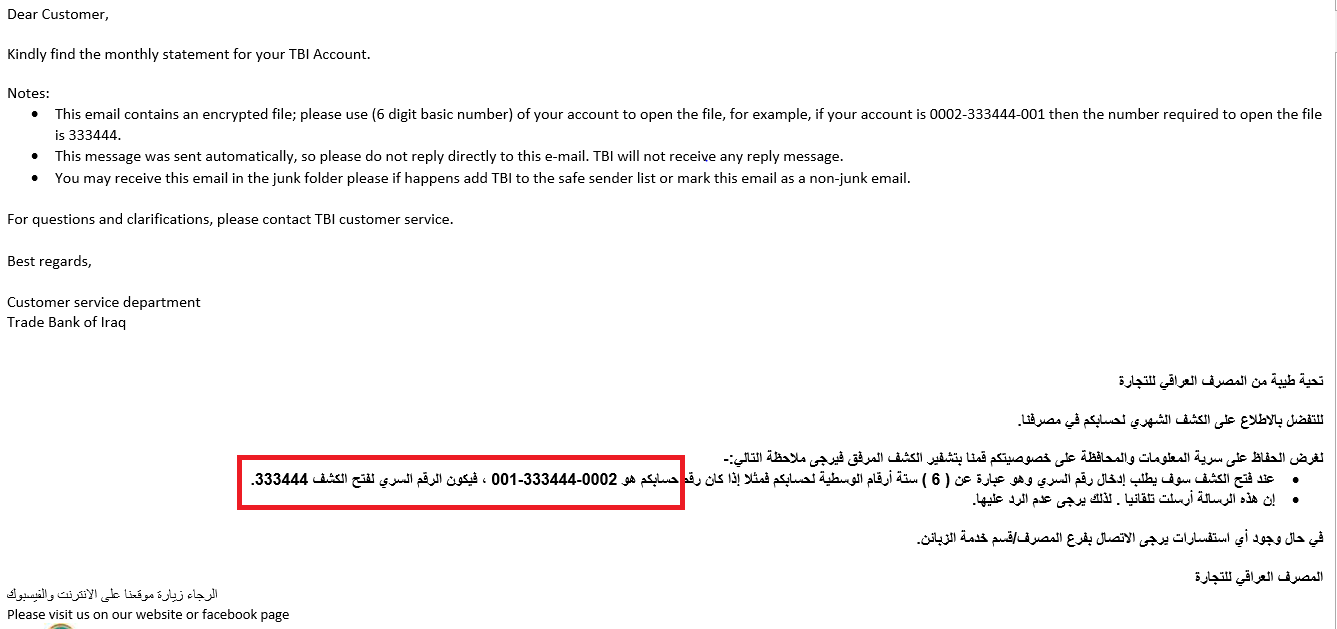 Dear Customer,
Kindly find the monthly statement for your TBI Account.
Notes:
• This email contains an encrypted file; please use (6 digit basic number) of your account to open the file, for example, if your account is 0002-333444-001 then the number required to open the file
is 333444.
• This message was sent automatically, so please do not reply directly to this e-mail. TBI will not receive any reply message.
• You may receive this email in the junk folder please if happens add TBI to the safe sender list or mark this email as a non-junk email.
For questions and clarifications, please contact TBI customer service.
Best regards,
Customer service department
Trade Bank of Iraq
تحية طيبة من المصرف العراقي للتجارة
للتفضل بالاطلاع على الكشف الشهري لحسابكم في مصرفنا.
لغرض الحفاظ على سرية المعلومات والمحافظة على خصوصيتكم قمنا بتشفير الكشف المرفق فيرجى ملاحظة التالي:-
• عند فتح الكشف سوف يطلب إدخال رقم السري وهو عبارة عن ( 6 ) ستة أرقام الوسطية لحسابكم فمثلا إذا كان رقم حسابكم هو 0002-333444-001 ، فيكون الرقم السري لفتح الكشف 333444.
• إن هذه الرسالة أرسلت تلقانيا . لذلك يرجى عدم الرد عليها.
في حال وجود أي استفسارات يرجى الاتصال بفرع المصرف/قسم خدمة الزبانن.
المصرف العراقي للتجارة
الرجاء زيارة موقعنا على الانترنت والفيسبوك
Please visit us on our website or facebook page